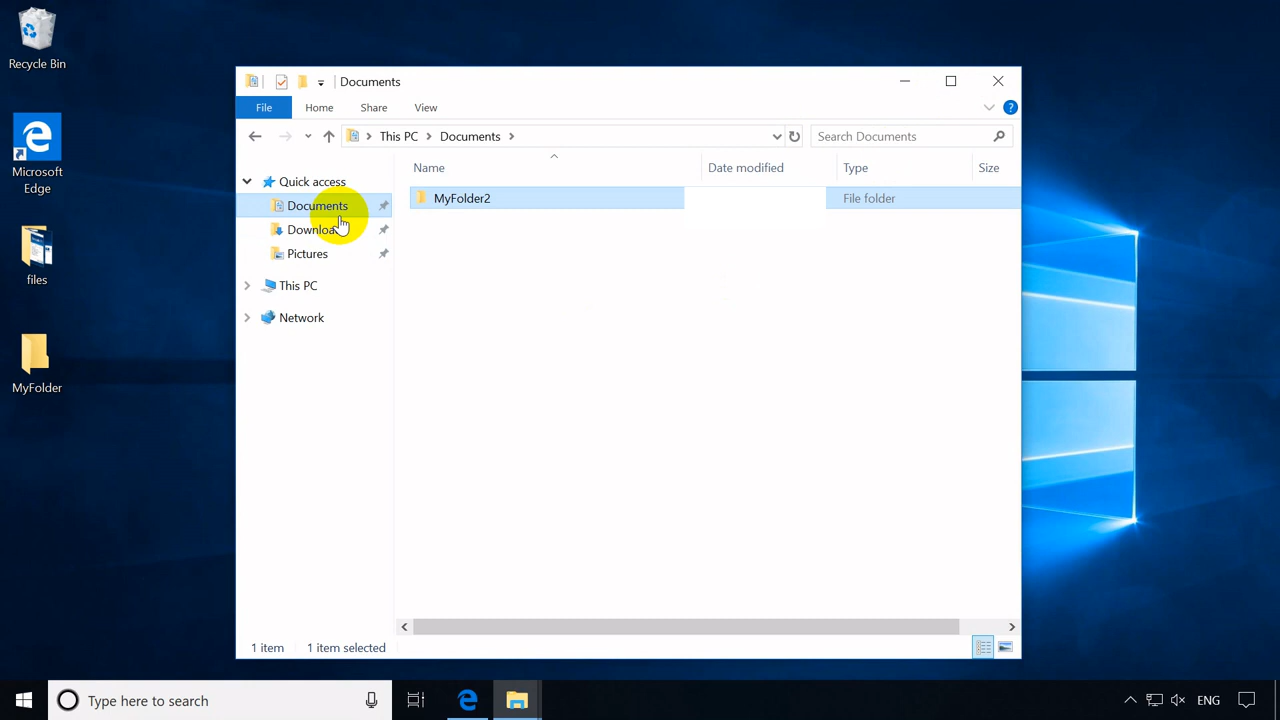 Recycle Bin
Microsoft
Edge
files
MyFolder
Documents
File Home Share View
This PC Documents
Search Documents
Name Date modified Type Size
Quick access
Documents
Pictures
This PC
Network
MyFolder2 File folder
1 item 1 item selected
Type here to search
ENG